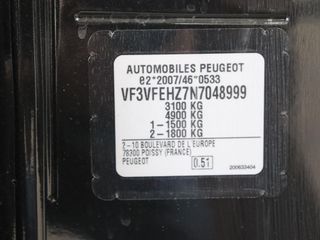 AUTOMOBILES PEUGEOT
e2*2007/46*0533
VF3VFEHZ7N7048999
3100 KG
4900 KG
1-1500 KG
2-1800 KG
2-10 BOULEVARD DE L'EUROPE
78300 POISSY (FRANCE)
PEUGEOT 0.51
200633404